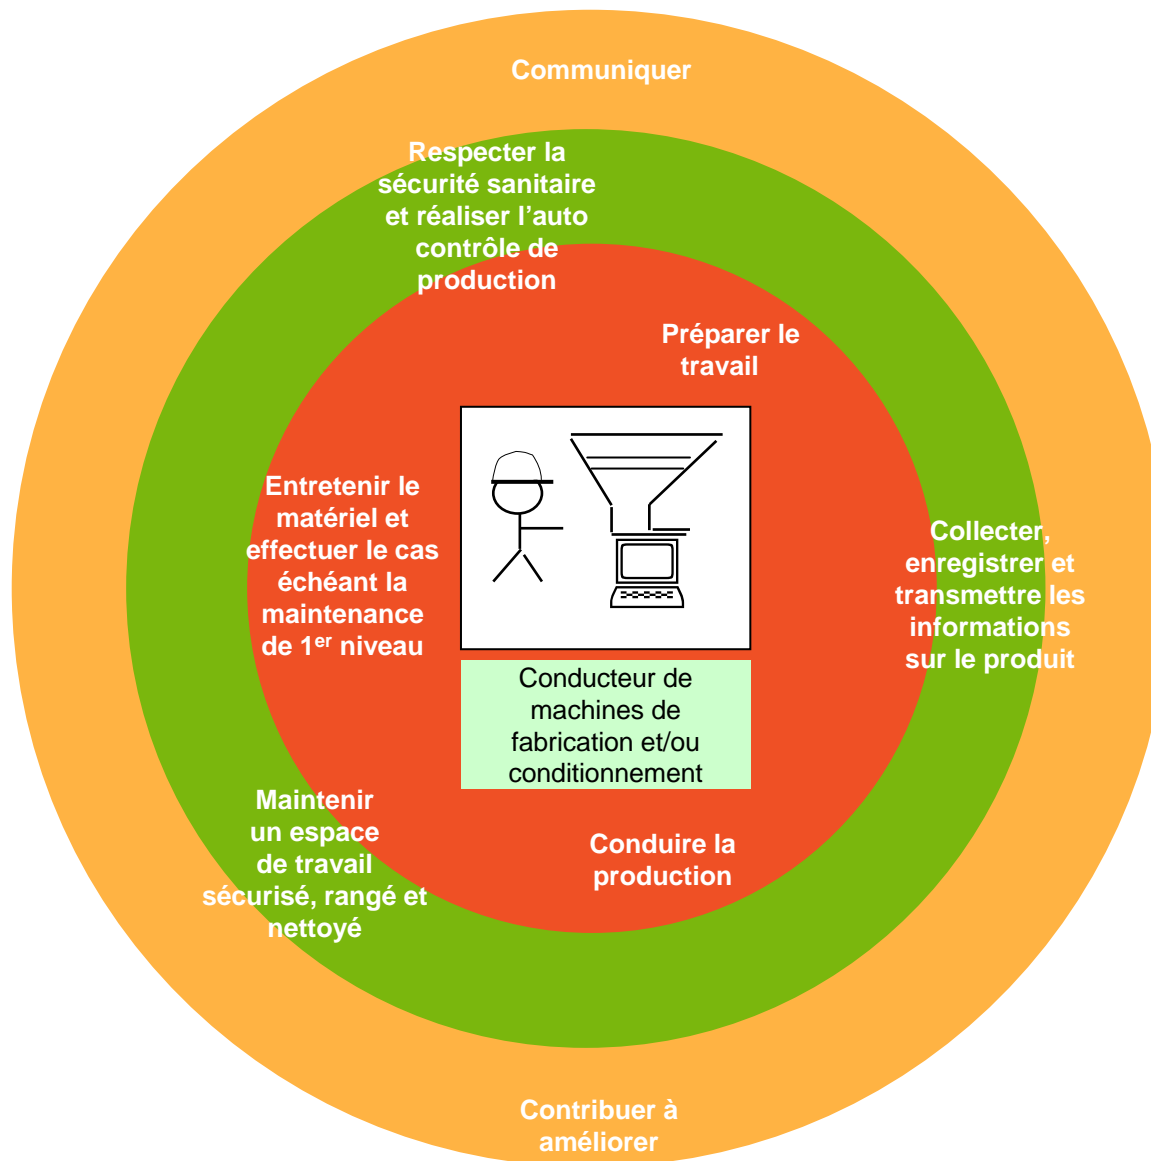 Communiquer
Respecter la
sécurité sanitaire
et réaliser l’auto
contrôle de
production
Préparer le
travail
Entretenir le
matériel et
effectuer le cas
échéant la
maintenance
de 1er niveau
Collecter,
enregistrer et
transmettre les
informations
sur le produit
Conducteur de
machines de
fabrication et/ou
conditionnement
Maintenir
un espace
de travail
sécurisé, rangé et
nettoyé
Conduire la
production
Contribuer à
améliorer